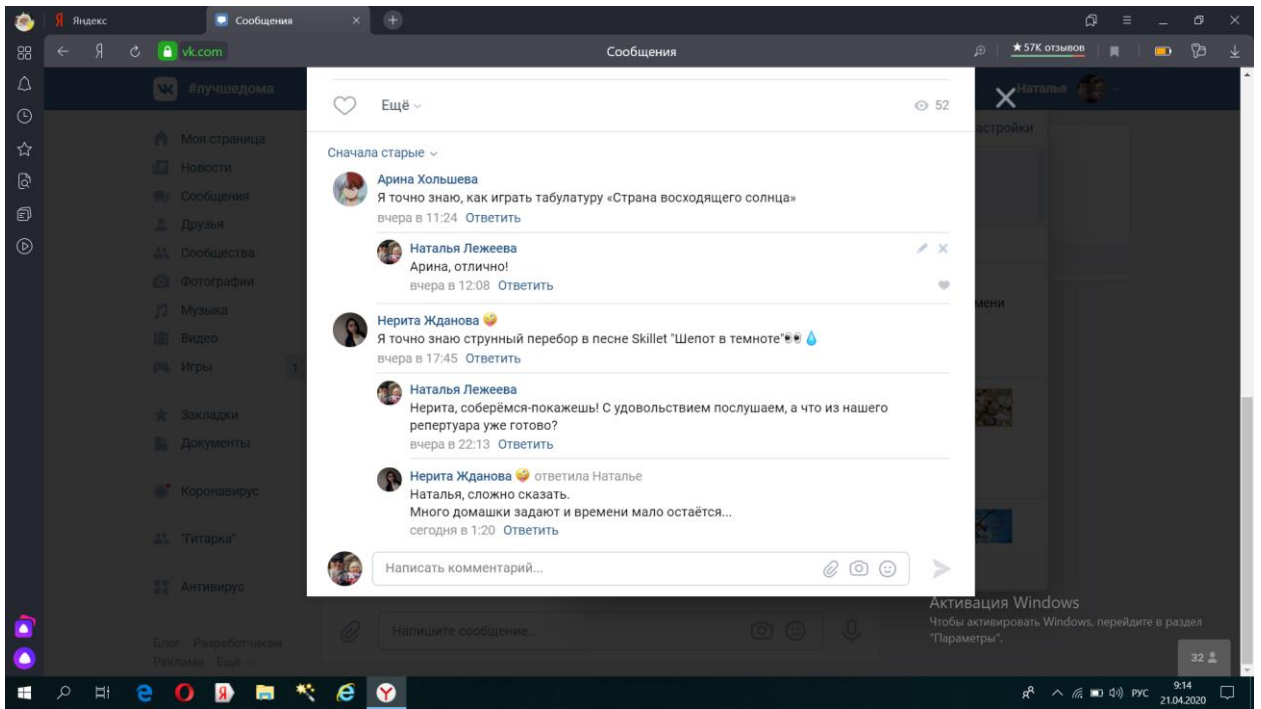 Яндекс
Сообщения
vk.com
Сообщения
57К отзывов
#лучшедома
Наталья
Ещё
52
астройки
Моя страница
Новости
Сообщения
Друзья
Сообщества
Фотографии
Музыка
Видео
Игры
1
Закладки
Документы
Коронавирус
"Гитарка"
Антивирус
Блог Разработчикам
Реклама Ещё
Сначала старые
Арина Хольшева
Я точно знаю, как играть табулатуру «Страна восходящего солнца»
вчера в 11:24 Ответить
Наталья Лежеева
Арина, отлично!
вчера в 12:08 Ответить
мени
Нерита Жданова 🤪
Я точно знаю струнный перебор в песне Skillet "Шепот в темноте"👀💧
вчера в 17:45 Ответить
Наталья Лежеева
Нерита, соберёмся-покажешь! С удовольствием послушаем, а что из нашего
репертуара уже готово?
вчера в 22:13 Ответить
Нерита Жданова 🤪 ответила Наталье
Наталья, сложно сказать.
Много домашки задают и времени мало остаётся...
сегодня в 1:20 Ответить
Написать комментарий...
Напишите сообщение...
Активация Windows
Чтобы активировать Windows, перейдите в раздел
"Параметры".
32
РУС
9:14
21.04.2020